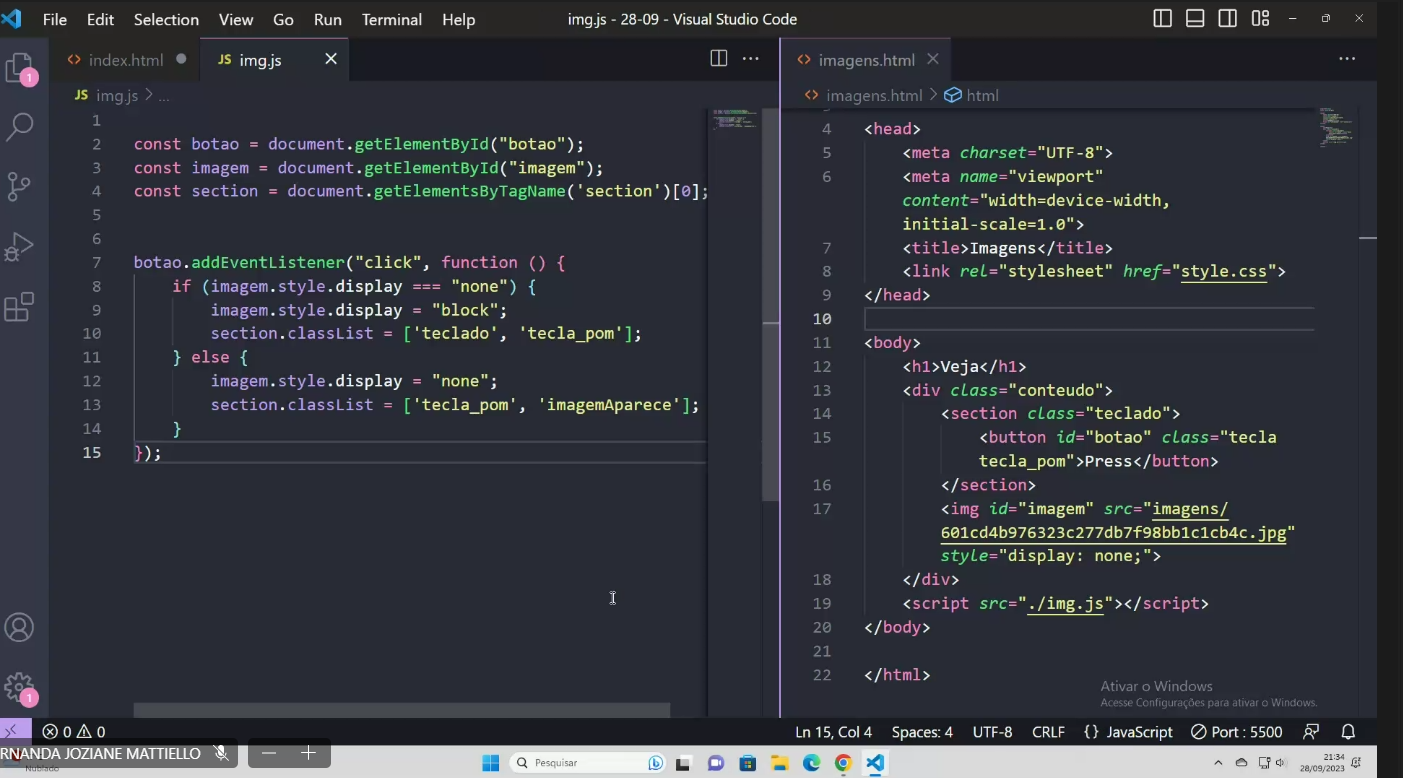 File Edit Selection View Go Run Terminal Help
img.js - 28-09 - Visual Studio Code
index.html
JS img.js
JS img.js > ...
1
2 const botao = document.getElementById("botao");
3 const imagem = document.getElementById("imagem");
4 const section = document.getElementsByTagName('section')[0];
5
6
7 botao.addEventListener("click", function () {
8 if (imagem.style.display === "none") {
9 imagem.style.display = "block";
10 section.classList = ['teclado', 'tecla_pom'];
11 } else {
12 imagem.style.display = "none";
13 section.classList = ['tecla_pom', 'imagemAparece'];
14 }
15 });
imagens.html
imagens.html > html
4 <head>
5 <meta charset="UTF-8">
6 <meta name="viewport"
content="width=device-width,
initial-scale=1.0">
7 <title>Imagens</title>
8 <link rel="stylesheet" href="style.css">
9 </head>
10
11 <body>
12 <h1>Veja</h1>
13 <div class="conteudo">
14 <section class="teclado">
15 <button id="botao" class="tecla
tecla_pom">Press</button>
16 </section>
17 <img id="imagem" src="imagens/
601cd4b976323c277db7f98bb1c1cb4c.jpg"
style="display: none;">
18 </div>
19 <script src="./img.js"></script>
20 </body>
21
22 </html>
Ativar o Windows
Acesse Configurações para ativar o Windows.
1
1
0 0
Ln 15, Col 4 Spaces: 4 UTF-8 CRLF {} JavaScript Port : 5500
RNANDA JOZIANE MATTIELLO
Nublado
Pesquisar
21:34
28/09/2023